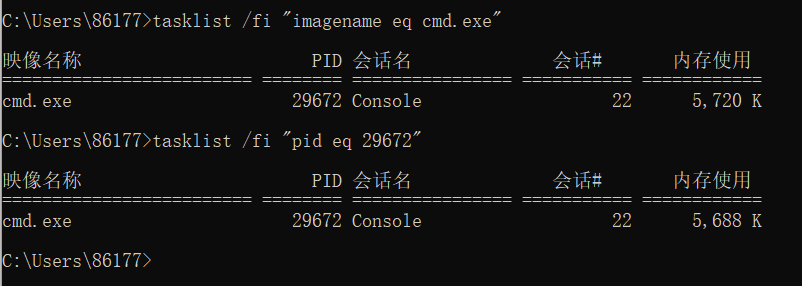 C:\Users\86177>tasklist /fi "imagename eq cmd.exe"
映像名称                       PID 会话名              会话#       内存使用
========================= ======== ================ =========== ============
cmd.exe                      29672 Console                   22      5,720 K
C:\Users\86177>tasklist /fi "pid eq 29672"
映像名称                       PID 会话名              会话#       内存使用
========================= ======== ================ =========== ============
cmd.exe                      29672 Console                   22      5,688 K
C:\Users\86177>